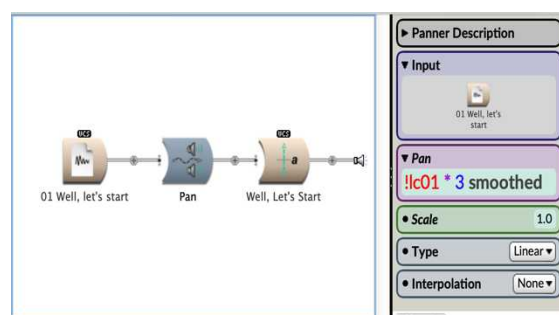 UCS
01 Well, let's start
Pan
UCS
a
Well, Let's Start
Panner Description
Input
01 Well, let's
start
Pan
!lc01 * 3 smoothed
Scale
1.0
Type
Linear
Interpolation
None